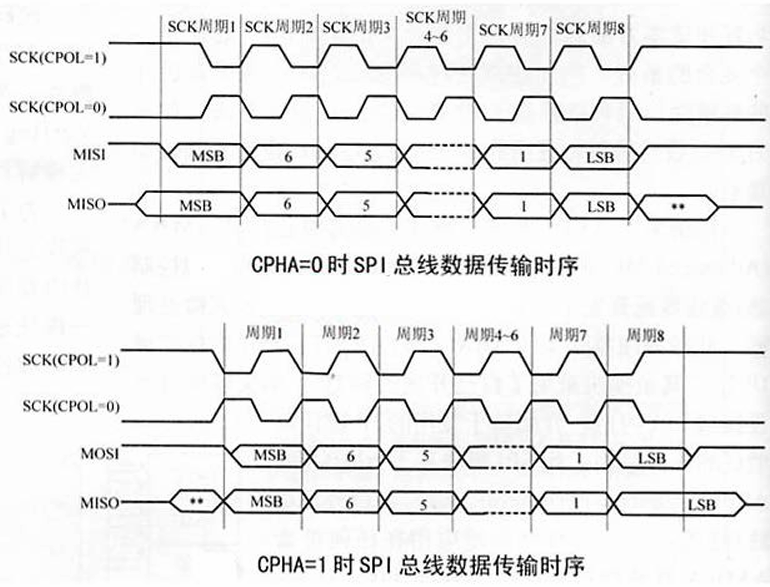 SCK周期1 SCK周期2 SCK周期3 SCK周期 4~6 SCK周期7 SCK周期8
SCK(CPOL=1)
SCK(CPOL=0)
MISI MSB 6 5 1 LSB
MISO MSB 6 5 1 LSB **
CPHA=0时SPI 总线数据传输时序
周期1 周期2 周期3 周期4~6 周期7 周期8
SCK(CPOL=1)
SCK(CPOL=0)
MOSI MSB 6 5 1 LSB
MISO ** MSB 6 5 1 LSB
CPHA=1时SPI 总线数据传输时序